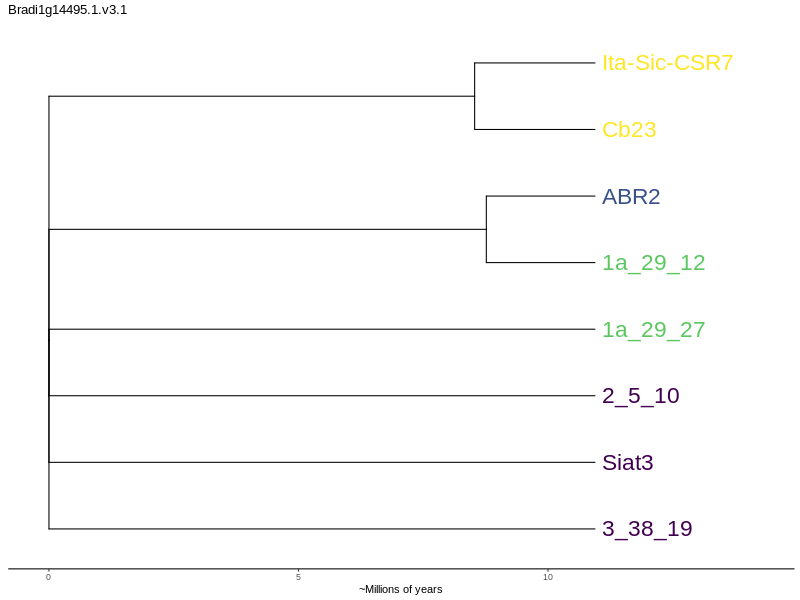 Bradi1g14495.1.v3.1
Ita-Sic-CSR7
Cb23
ABR2
1a_29_12
1a_29_27
2_5_10
Siat3
3_38_19
0 5 10
~Millions of years